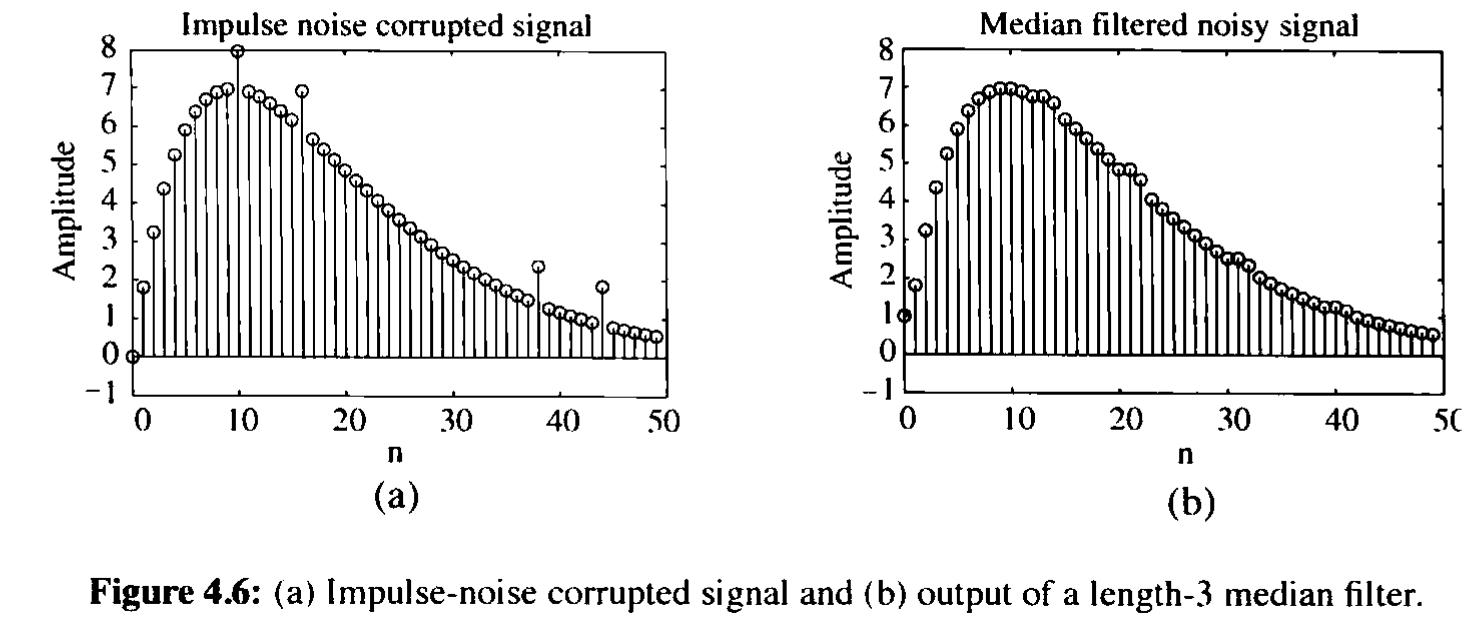 Impulse noise corrupted signal
8
7
6
5
4
3
2
1
0
−1
Amplitude
0 10 20 30 40 50
n
(a)
Median filtered noisy signal
8
7
6
5
4
3
2
1
0
−1
Amplitude
0 10 20 30 40
n
(b)
Figure 4.6: (a) Impulse-noise corrupted signal and (b) output of a length-3 median filter.